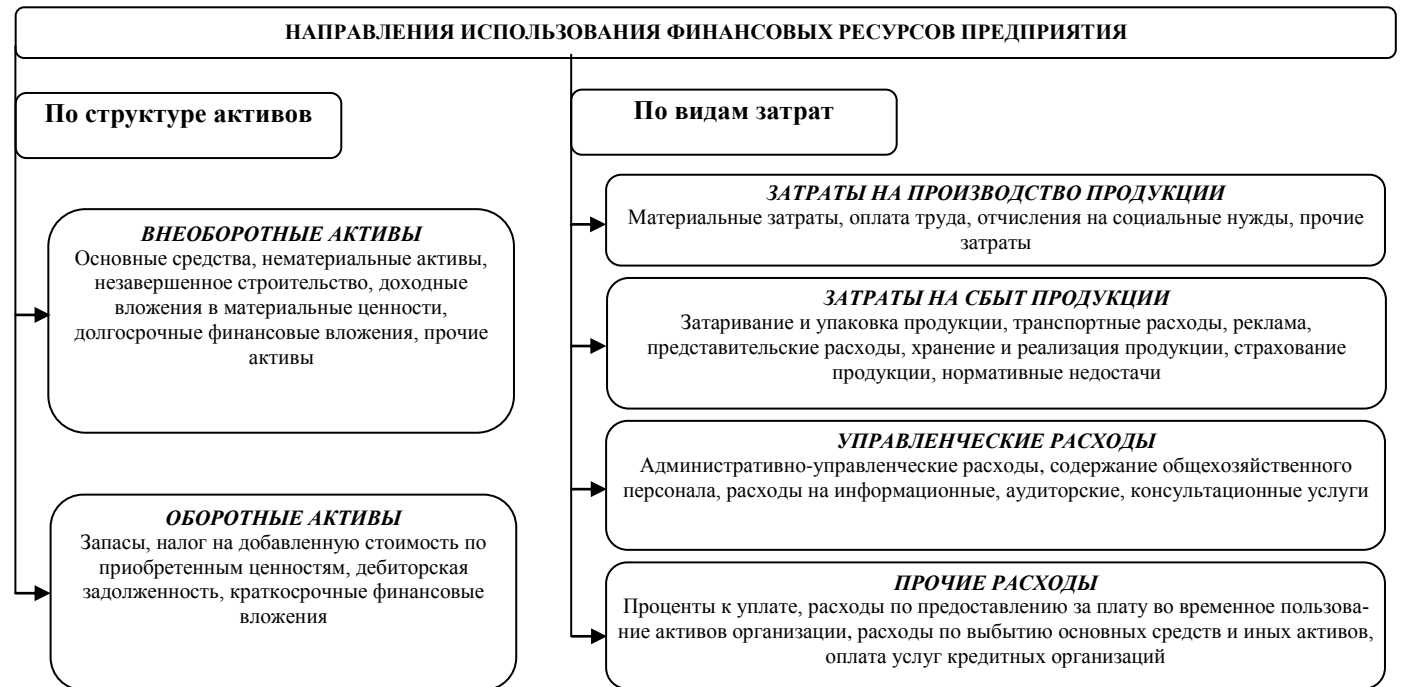 НАПРАВЛЕНИЯ ИСПОЛЬЗОВАНИЯ ФИНАНСОВЫХ РЕСУРСОВ ПРЕДПРИЯТИЯ
По структуре активов
ВНЕОБОРОТНЫЕ АКТИВЫ
Основные средства, нематериальные активы,
незавершенное строительство, доходные
вложения в материальные ценности,
долгосрочные финансовые вложения, прочие
активы
ОБОРОТНЫЕ АКТИВЫ
Запасы, налог на добавленную стоимость по
приобретенным ценностям, дебиторская
задолженность, краткосрочные финансовые
вложения
По видам затрат
ЗАТРАТЫ НА ПРОИЗВОДСТВО ПРОДУКЦИИ
Материальные затраты, оплата труда, отчисления на социальные нужды, прочие
затраты
ЗАТРАТЫ НА СБЫТ ПРОДУКЦИИ
Затаривание и упаковка продукции, транспортные расходы, реклама,
представительские расходы, хранение и реализация продукции, страхование
продукции, нормативные недостачи
УПРАВЛЕНЧЕСКИЕ РАСХОДЫ
Административно-управленческие расходы, содержание общехозяйственного
персонала, расходы на информационные, аудиторские, консультационные услуги
ПРОЧИЕ РАСХОДЫ
Проценты к уплате, расходы по предоставлению за плату во временное пользова-
ние активов организации, расходы по выбытию основных средств и иных активов,
оплата услуг кредитных организаций